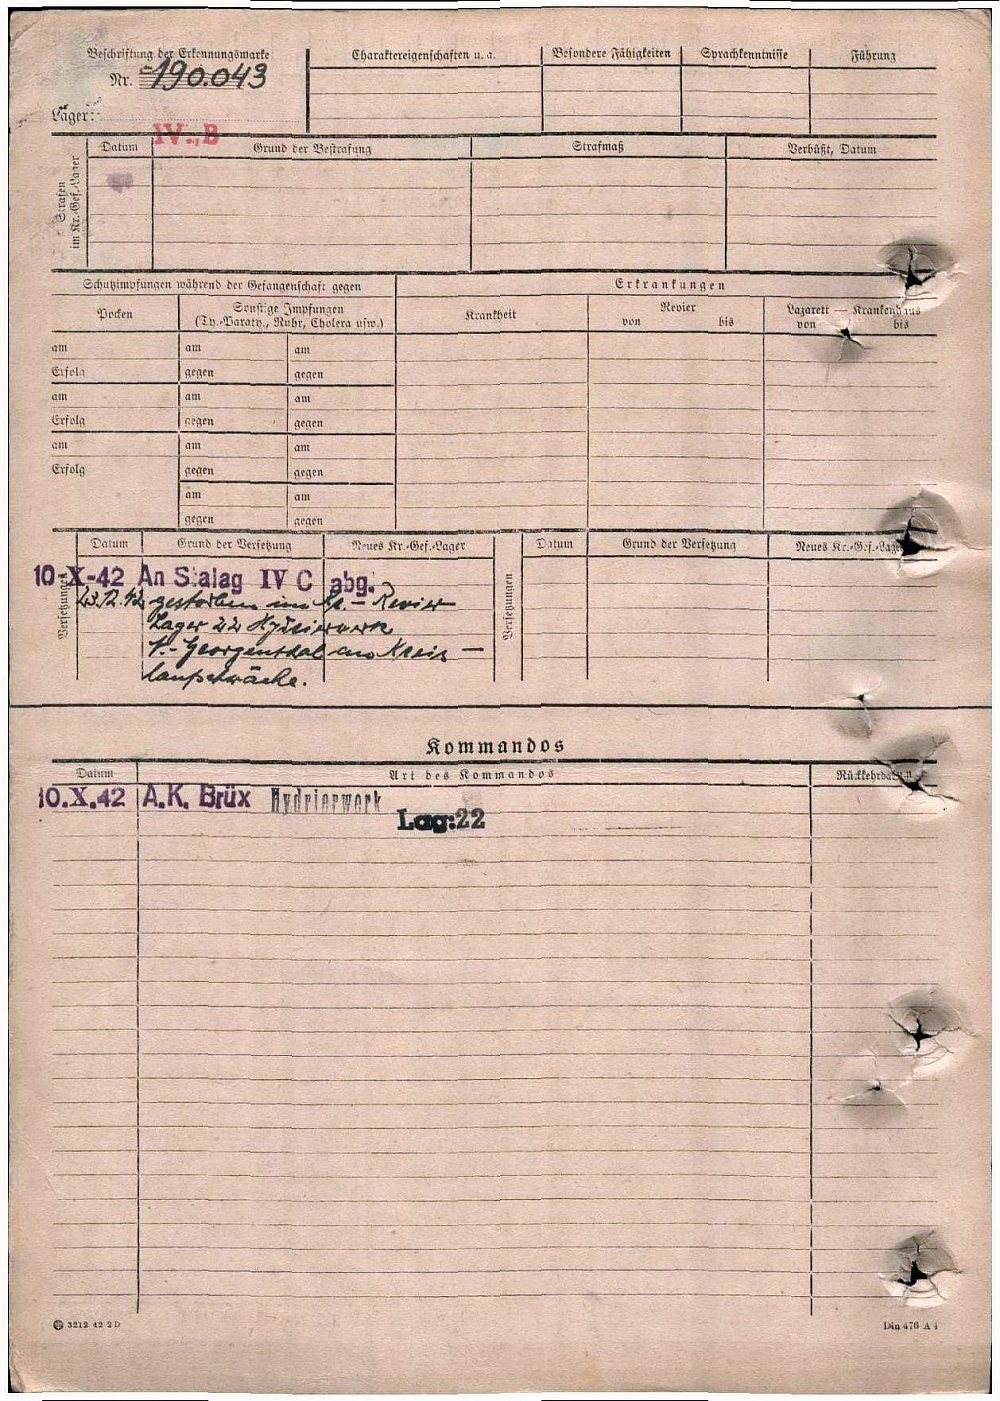 Beschriftung der Erkennungsmarke
Nr. 190.043
Lager:
IV.,B
Charaktereigenschaften u. a.
Besondere Fähigkeiten
Sprachkenntnisse
Führung
Strafen
im Kr.-Gef.-Lager
Datum
Grund der Bestrafung
Strafmaß
Verbüßt, Datum
Schutzimpfungen während der Gefangenschaft gegen
Erkrankungen
Pocken
Sonstige Impfungen
(Ty.-Paraty., Ruhr, Cholera usw.)
Krankheit
Revier
von bis
Lazarett — Krankenhaus
von bis
am am am
Erfolg gegen gegen
am am am
Erfolg gegen gegen
am am am
Erfolg gegen gegen
am am
gegen gegen
Versetzungen
Datum
Grund der Versetzung
Neues Kr.-Gef.-Lager
Versetzungen
Datum
Grund der Versetzung
Neues Kr.-Gef.-Lager
10-X-42 An Stalag IV C abg.
23.12.42 gestorben im - Revier
Lager 22
- Georgenthal an Kreis —
laufschwäche.
Kommandos
Datum
Art des Kommandos
Rückkehrdatum
10.X.42 A.K. Brüx Hydrierwerk
Lag:22
3212 42 2 D
Din 476 A 4